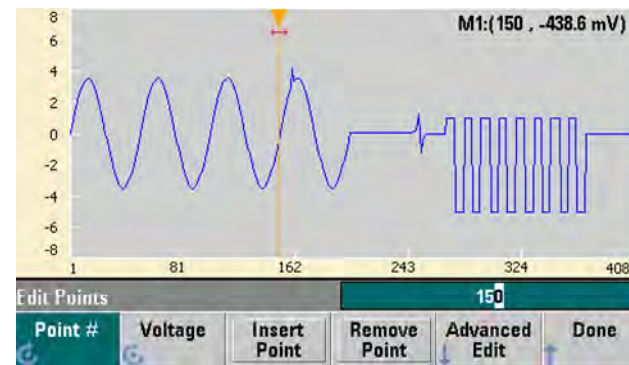 M1:(150 , -438.6 mV)
8
6
4
2
0
-2
-4
-6
-8
1 81 162 243 324 408
Edit Points 150
Point # Voltage Insert Point Remove Point Advanced Edit Done